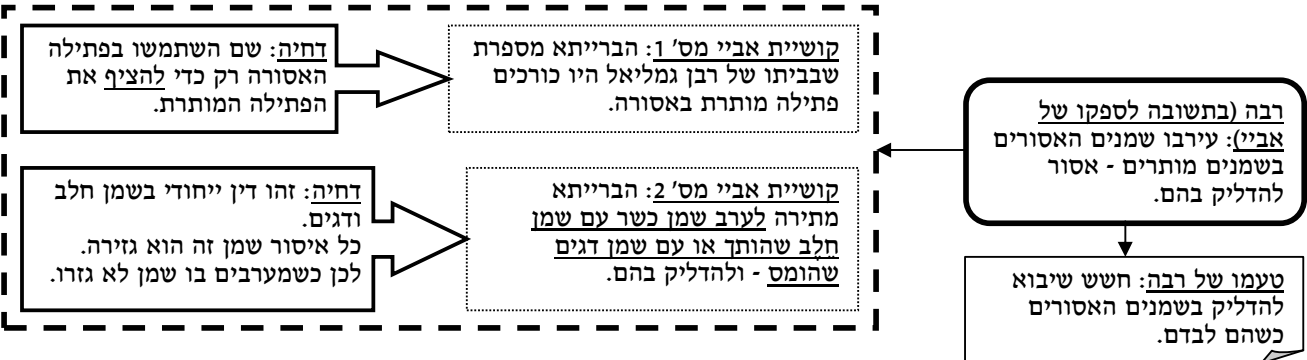 רבה (בתשובה לספקו של
אביי): עירבו שמנים האסורים
בשמנים מותרים - אסור
להדליק בהם.
טעמו של רבה: חשש שיבוא
להדליק בשמנים האסורים
כשהם לבדם.
קושיית אביי מס' 1: הברייתא מספרת
שבביתו של רבן גמליאל היו כורכים
פתילה מותרת באסורה.
דחיה: שם השתמשו בפתילה
האסורה רק כדי להציף את
הפתילה המותרת.
קושיית אביי מס' 2: הברייתא
מתירה לערב שמן כשר עם שמן
חֵלֶב שהותך או עם שמן דגים
שהומס - ולהדליק בהם.
דחיה: זהו דין ייחודי בשמן חלב
ודגים.
כל איסור שמן זה הוא גזירה.
לכן כשמערבים בו שמן לא גזרו.